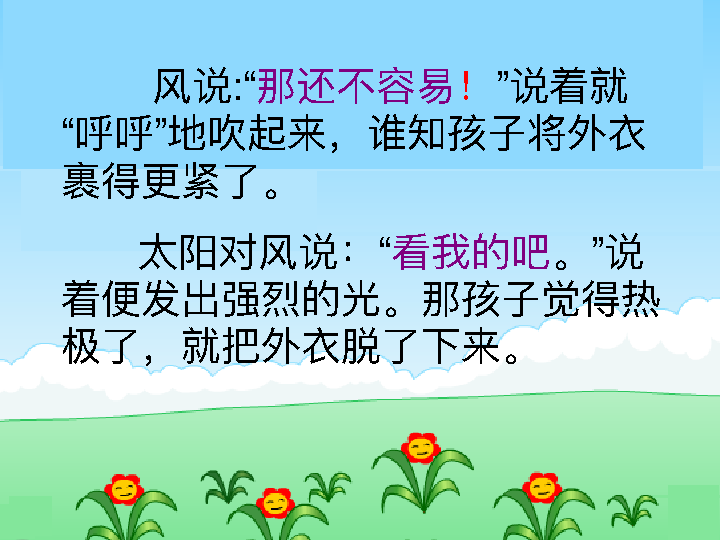 风说:“那还不容易！”说着就
“呼呼”地吹起来，谁知孩子将外衣
裹得更紧了。
太阳对风说：“看我的吧。”说
着便发出强烈的光。那孩子觉得热
极了，就把外衣脱了下来。